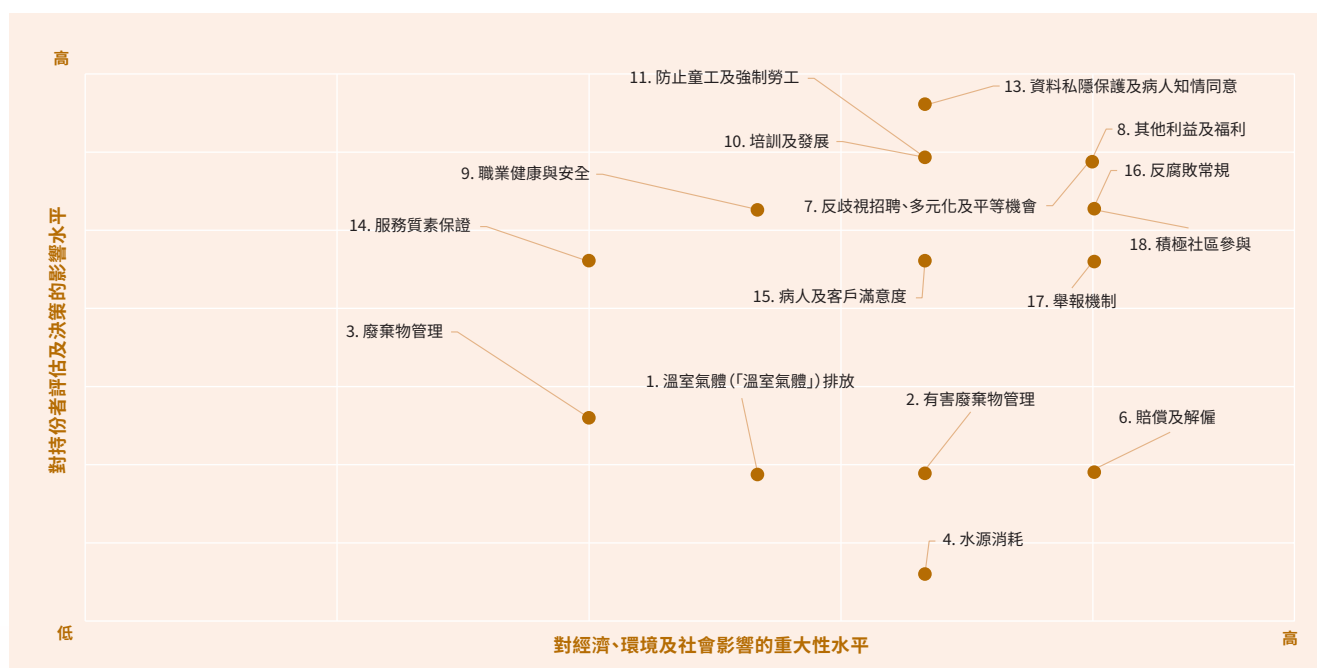 高
11. 防止童工及強制勞工
13. 資料私隱保護及病人知情同意
8. 其他利益及福利
10. 培訓及發展
16. 反腐敗常規
9. 職業健康與安全
7. 反歧視招聘、多元化及平等機會
14. 服務質素保證
18. 積極社區參與
15. 病人及客戶滿意度
17. 舉報機制
3. 廢棄物管理
1. 溫室氣體(「溫室氣體」)排放
2. 有害廢棄物管理
6. 賠償及解僱
4. 水源消耗
對持份者評估及決策的影響水平
低
對經濟、環境及社會影響的重大性水平
高